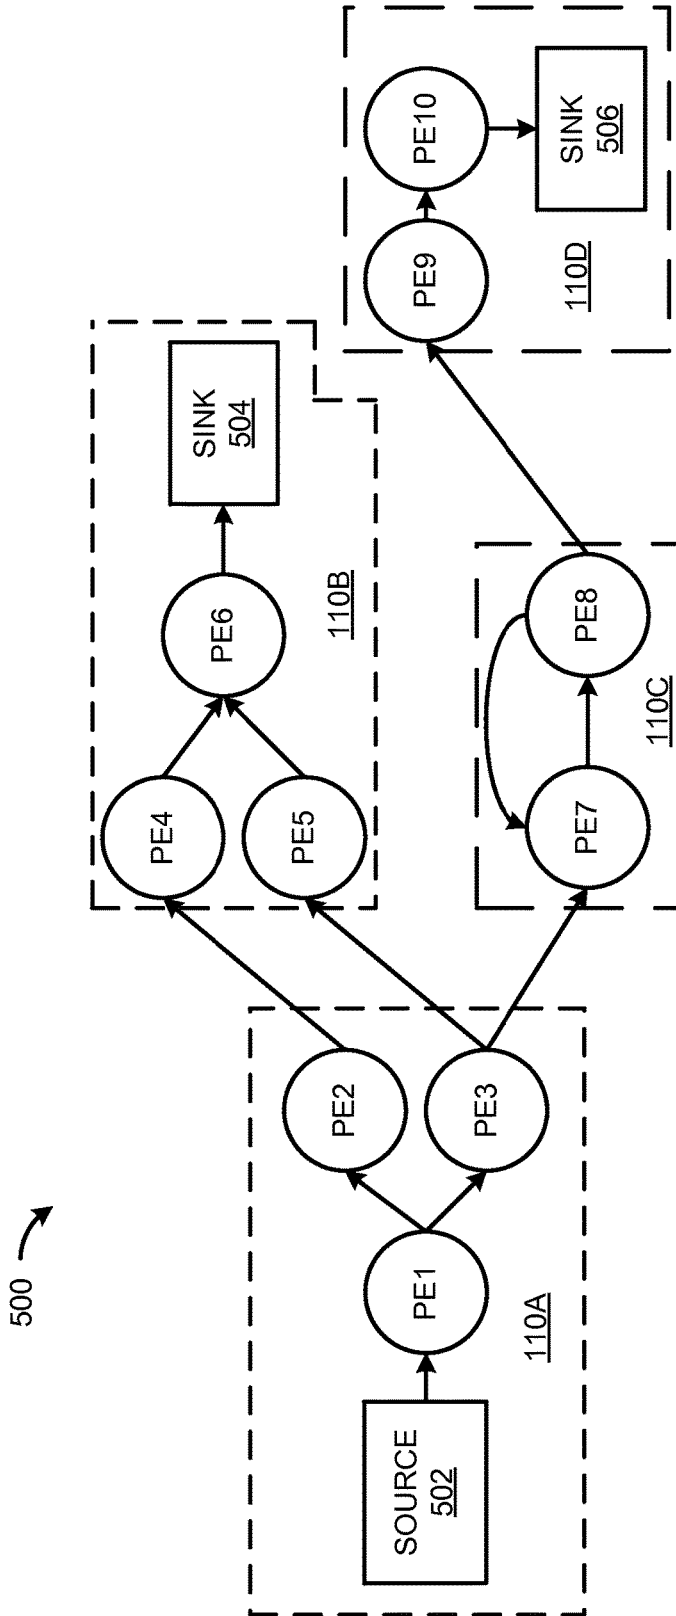 500
SOURCE
502
PE1
PE2
PE3
110A
PE4
PE5
PE6
SINK
504
110B
PE7
PE8
110C
PE9
PE10
SINK
506
110D